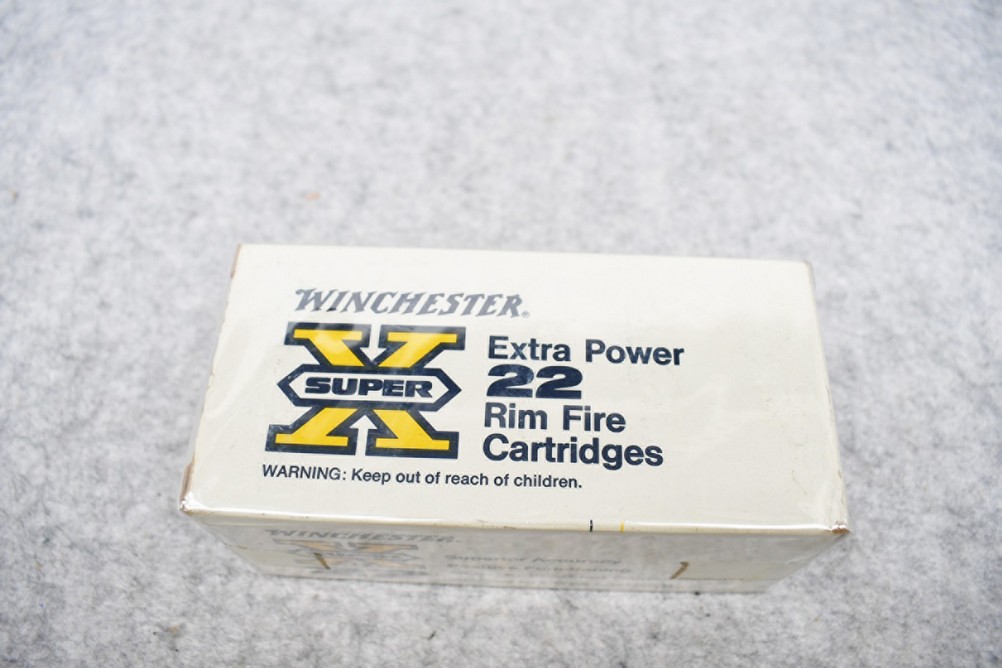 WINCHESTER®
SUPER X
Extra Power
22
Rim Fire
Cartridges
WARNING: Keep out of reach of children.
WINCHESTER